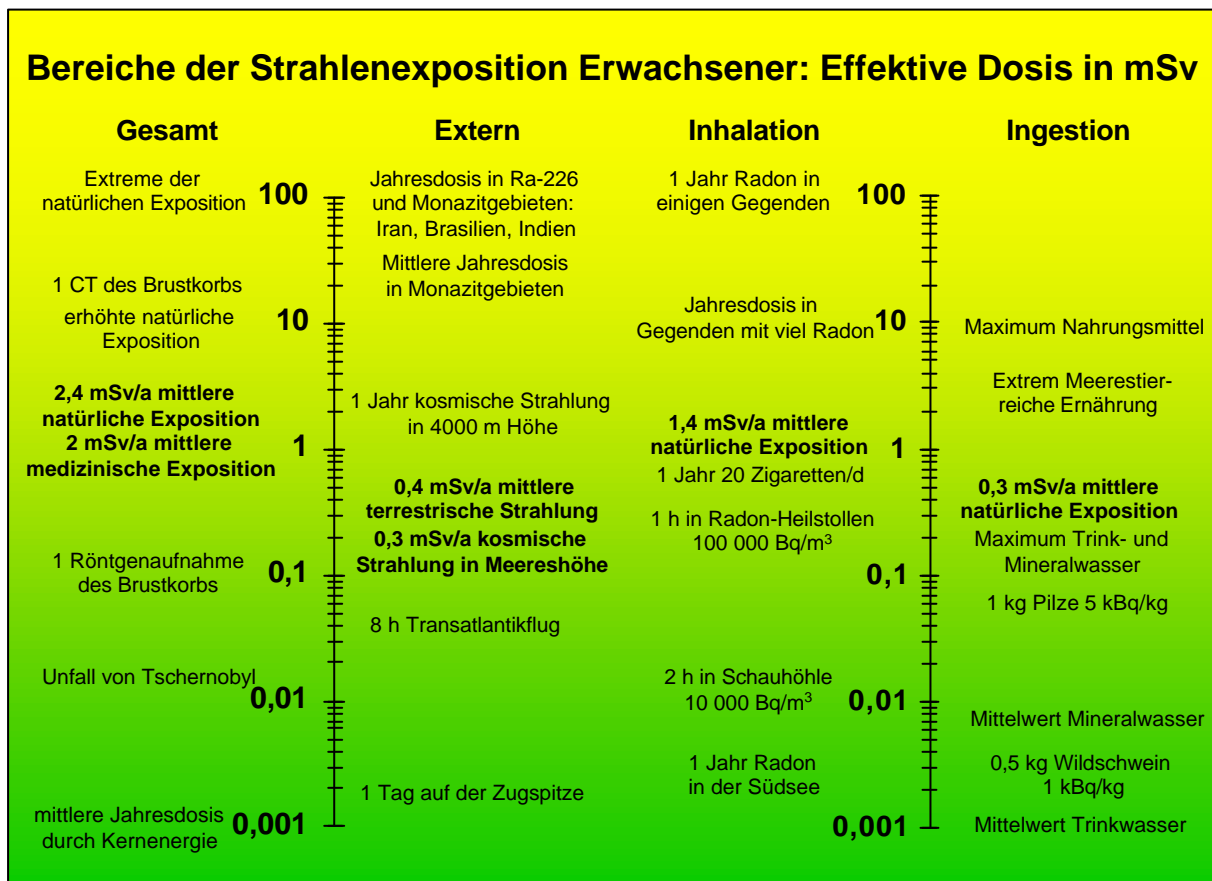 Bereiche der Strahlenexposition Erwachsener: Effektive Dosis in mSv
Gesamt
Extreme der
natürlichen Exposition
1 CT des Brustkorbs
erhöhte natürliche
Exposition
2,4 mSv/a mittlere
natürliche Exposition
2 mSv/a mittlere
medizinische Exposition
1 Röntgenaufnahme
des Brustkorbs
Unfall von Tschernobyl
mittlere Jahresdosis
durch Kernenergie
100
10
1
0,1
0,01
0,001
Extern
Jahresdosis in Ra-226
und Monazitgebieten:
Iran, Brasilien, Indien
Mittlere Jahresdosis
in Monazitgebieten
1 Jahr kosmische Strahlung
in 4000 m Höhe
0,4 mSv/a mittlere
terrestrische Strahlung
0,3 mSv/a kosmische
Strahlung in Meereshöhe
8 h Transatlantikflug
1 Tag auf der Zugspitze
Inhalation
1 Jahr Radon in
einigen Gegenden
Jahresdosis in
Gegenden mit viel Radon
1,4 mSv/a mittlere
natürliche Exposition
1 Jahr 20 Zigaretten/d
1 h in Radon-Heilstollen
100 000 Bq/m³
2 h in Schauhöhle
10 000 Bq/m³
1 Jahr Radon
in der Südsee
100
10
1
0,1
0,01
0,001
Ingestion
Maximum Nahrungsmittel
Extrem Meerestier-
reiche Ernährung
0,3 mSv/a mittlere
natürliche Exposition
Maximum Trink- und
Mineralwasser
1 kg Pilze 5 kBq/kg
Mittelwert Mineralwasser
0,5 kg Wildschwein
1 kBq/kg
Mittelwert Trinkwasser